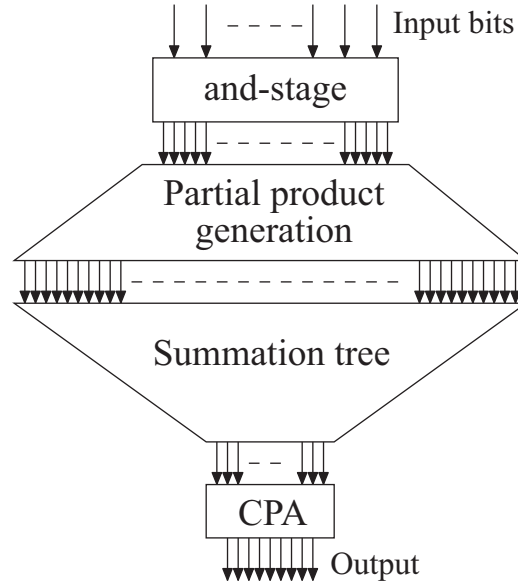 Input bits
and-stage
Partial product
generation
Summation tree
CPA
Output